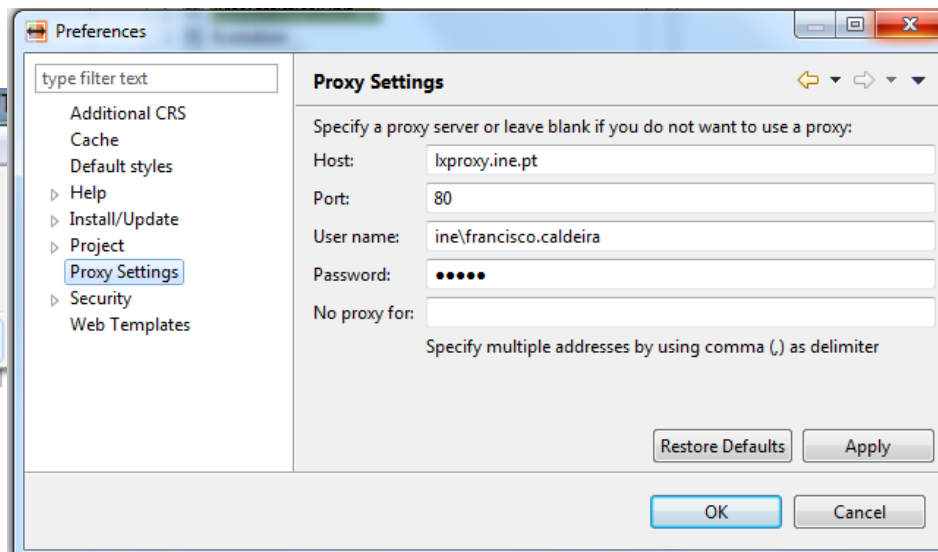 Preferences
type filter text
Additional CRS
Cache
Default styles
Help
Install/Update
Project
Proxy Settings
Security
Web Templates
Proxy Settings
Specify a proxy server or leave blank if you do not want to use a proxy:
Host: lxproxy.ine.pt
Port: 80
User name: ine\francisco.caldeira
Password: •••••
No proxy for:
Specify multiple addresses by using comma (,) as delimiter
Restore Defaults Apply
OK Cancel